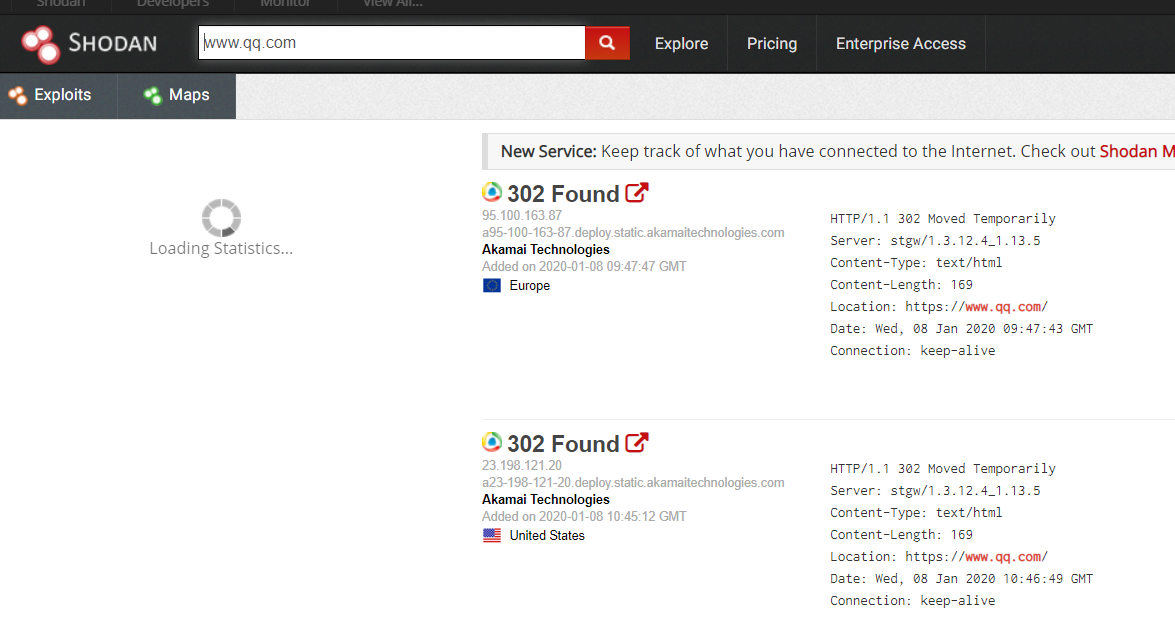 Shodan Developers Monitor View All...
SHODAN www.qq.com Explore Pricing Enterprise Access
Exploits Maps
New Service: Keep track of what you have connected to the Internet. Check out Shodan M
Loading Statistics...
302 Found
95.100.163.87
a95-100-163-87.deploy.static.akamaitechnologies.com
Akamai Technologies
Added on 2020-01-08 09:47:47 GMT
Europe
HTTP/1.1 302 Moved Temporarily
Server: stgw/1.3.12.4_1.13.5
Content-Type: text/html
Content-Length: 169
Location: https://www.qq.com/
Date: Wed, 08 Jan 2020 09:47:43 GMT
Connection: keep-alive
302 Found
23.198.121.20
a23-198-121-20.deploy.static.akamaitechnologies.com
Akamai Technologies
Added on 2020-01-08 10:45:12 GMT
United States
HTTP/1.1 302 Moved Temporarily
Server: stgw/1.3.12.4_1.13.5
Content-Type: text/html
Content-Length: 169
Location: https://www.qq.com/
Date: Wed, 08 Jan 2020 10:46:49 GMT
Connection: keep-alive